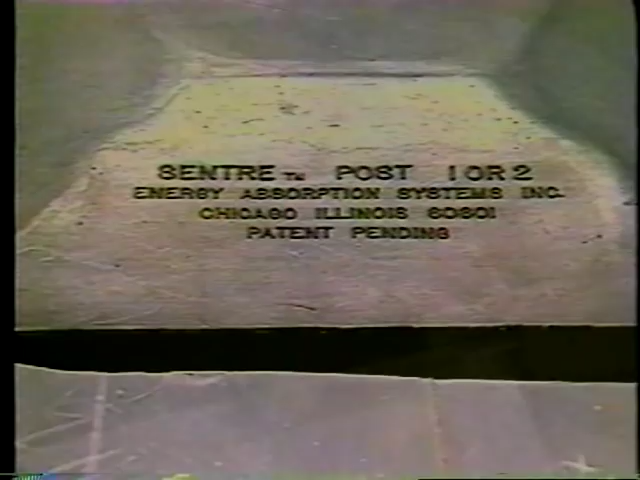 SENTRE TM POST 1 OR 2
ENERGY ABSORPTION SYSTEMS INC.
CHICAGO ILLINOIS 60601
PATENT PENDING